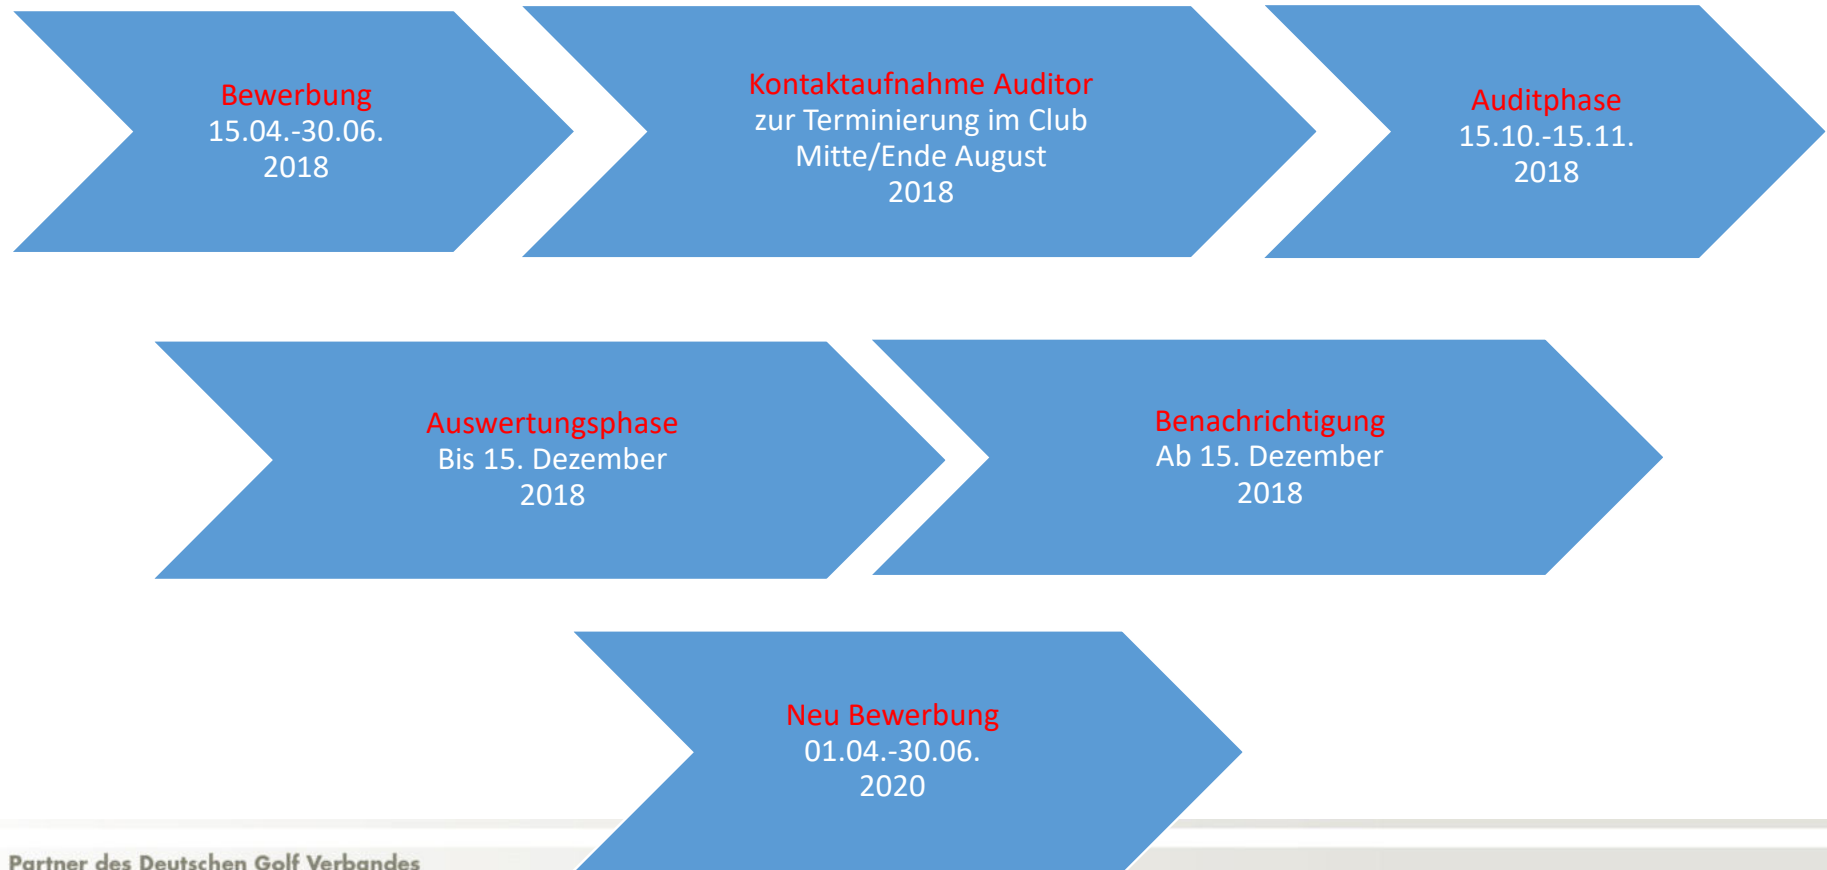 Bewerbung
15.04.-30.06.
2018
Kontaktaufnahme Auditor
zur Terminierung im Club
Mitte/Ende August
2018
Auditphase
15.10.-15.11.
2018
Auswertungsphase
Bis 15. Dezember
2018
Benachrichtigung
Ab 15. Dezember
2018
Neu Bewerbung
01.04.-30.06.
2020
Partner des Deutschen Golf Verbandes